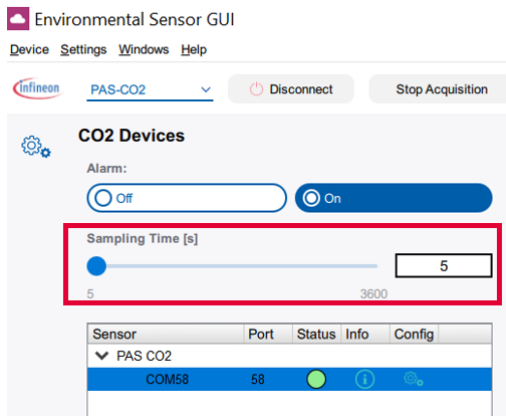 Environmental Sensor GUI
Device Settings Windows Help
infineon PAS-CO2 Disconnect Stop Acquisition
CO2 Devices
Alarm:
Off On
Sampling Time [s]
5
5 3600
Sensor Port Status Info Config
PAS CO2
COM58 58